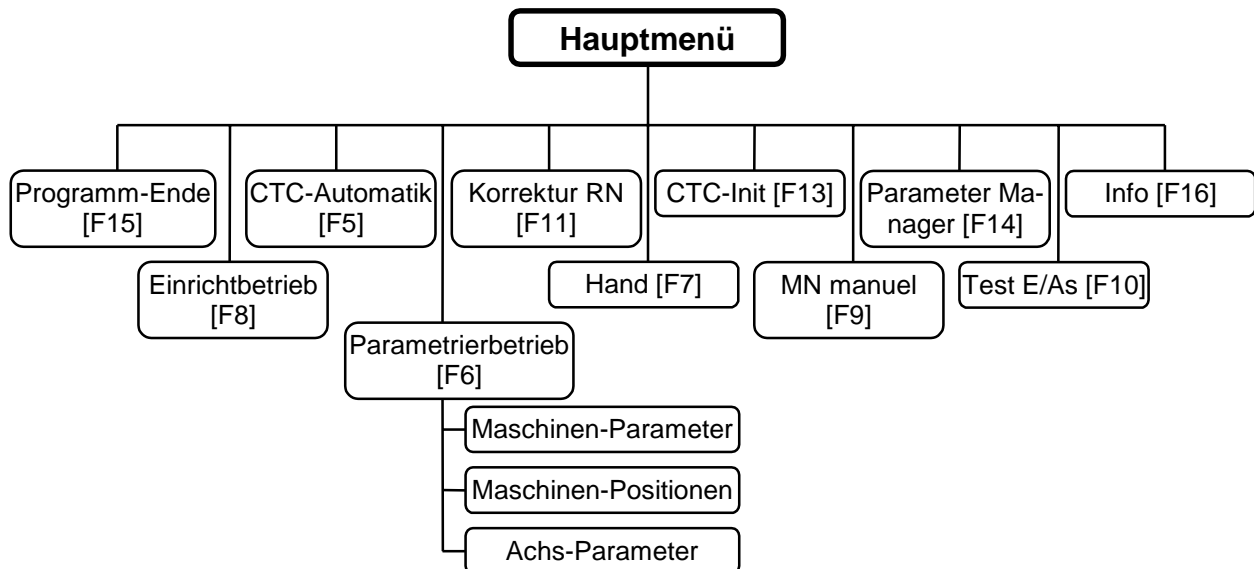 Hauptmenü
Programm-Ende
[F15]
CTC-Automatik
[F5]
Korrektur RN
[F11]
CTC-Init [F13]
Parameter Ma-
nager [F14]
Info [F16]
Einrichtbetrieb
[F8]
Hand [F7]
MN manuel
[F9]
Test E/As [F10]
Parametrierbetrieb
[F6]
Maschinen-Parameter
Maschinen-Positionen
Achs-Parameter